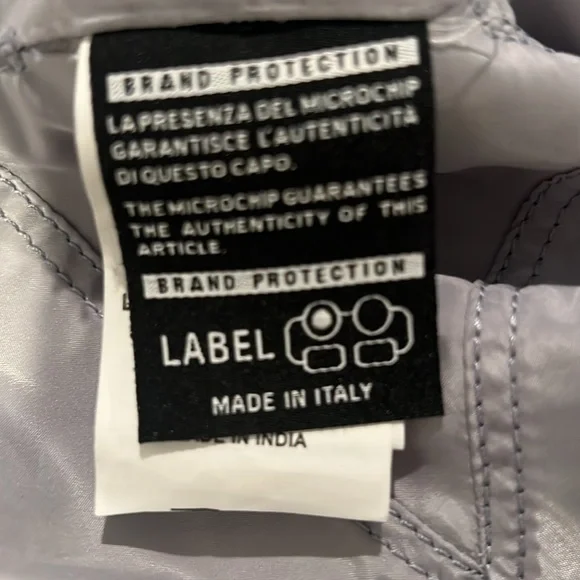 BRAND PROTECTION
LA PRESENZA DEL MICROCHIP
GARANTISCE L'AUTENTICITÀ
DI QUESTO CAPO.
THE MICROCHIP GUARANTEES
THE AUTHENTICITY OF THIS
ARTICLE.
BRAND PROTECTION
LABEL
MADE IN ITALY
IN INDIA